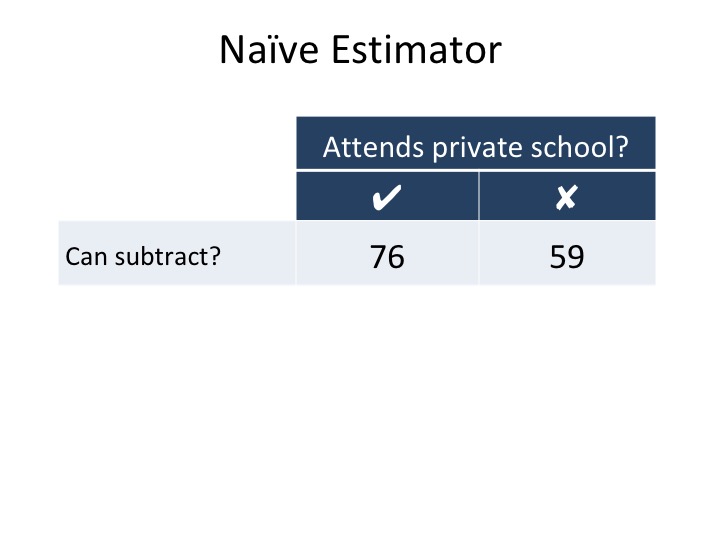 Naïve Estimator
Attends private school?
✔ ✘
Can subtract? 76 59